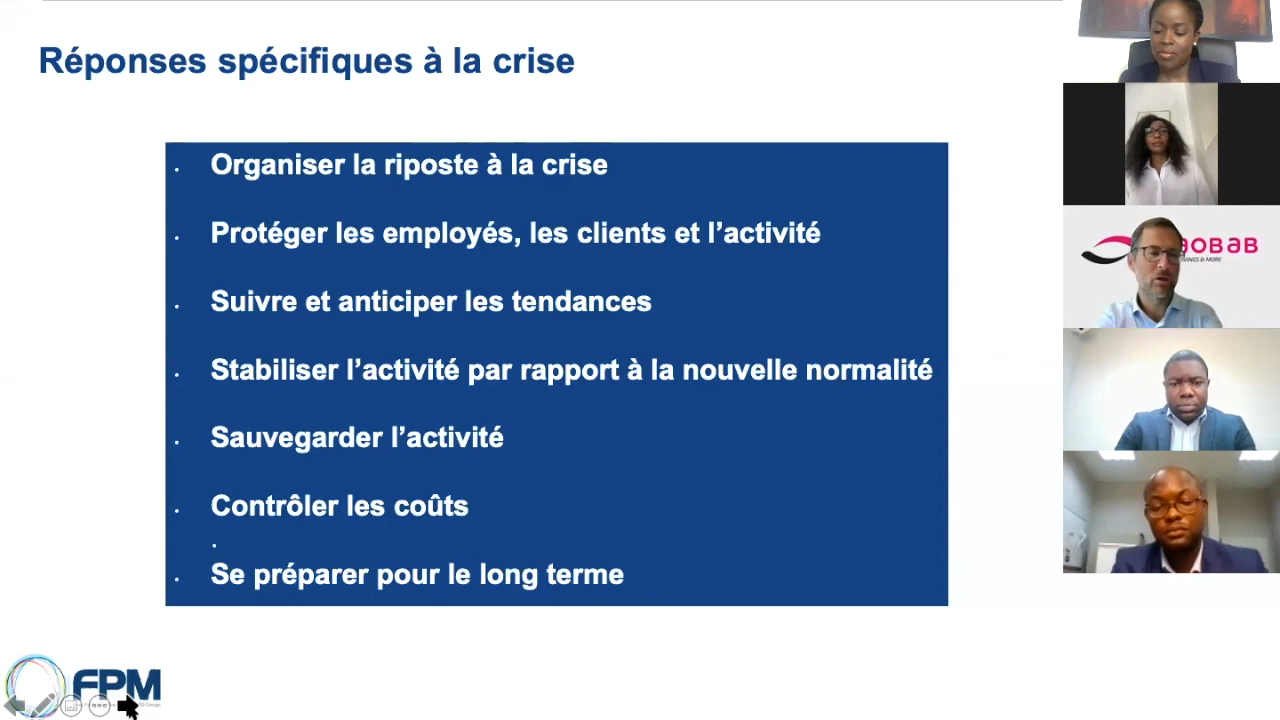 Réponses spécifiques à la crise
• Organiser la riposte à la crise
• Protéger les employés, les clients et l’activité
• Suivre et anticiper les tendances
• Stabiliser l’activité par rapport à la nouvelle normalité
• Sauvegarder l’activité
• Contrôler les coûts
•
• Se préparer pour le long terme
AOBAB
& MORE
FPM